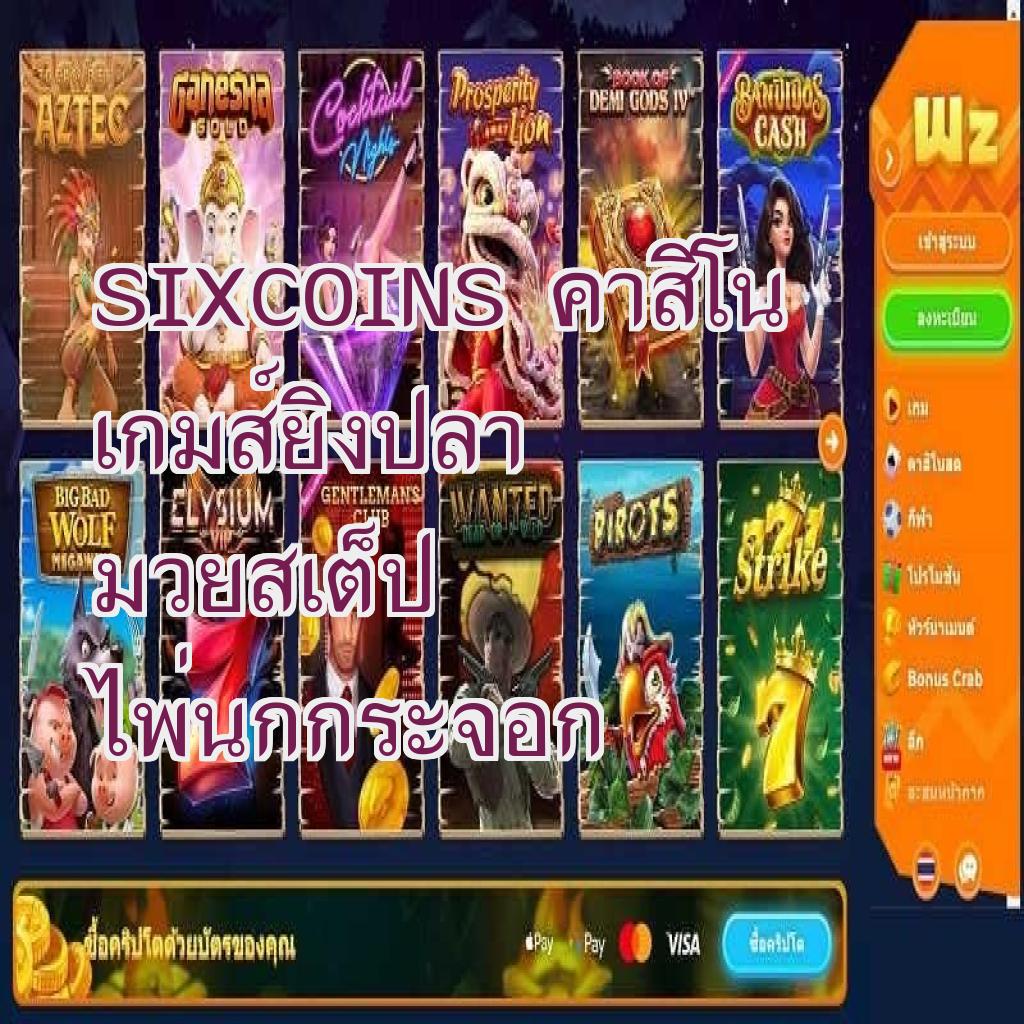 AZTEC
Ganesha
GOLD
Cocktail
Nights
Prosperity
Lion
BOOK OF
DEMI GODS IV
BANDIDOS
CASH
Wz
เข้าสู่ระบบ
ลงทะเบียน
SIXCOINS คาสิโน
เกมส์ยิงปลา
มวยสเต็ป
ไพ่นกกระจอก
เกม
คาสิโนสด
กีฬา
โปรโมชั่น
ทัวร์นาเมนต์
Bonus Crab
อีก
BIG BAD
WOLF
ELYSIUM
VIP
GENTLEMAN'S
CLUB
WANTED
PIROTS
777
Strike
7
ซื้อคริปโตด้วยบัตรของคุณ
Pay
Pay
VISA
ซื้อคริปโต